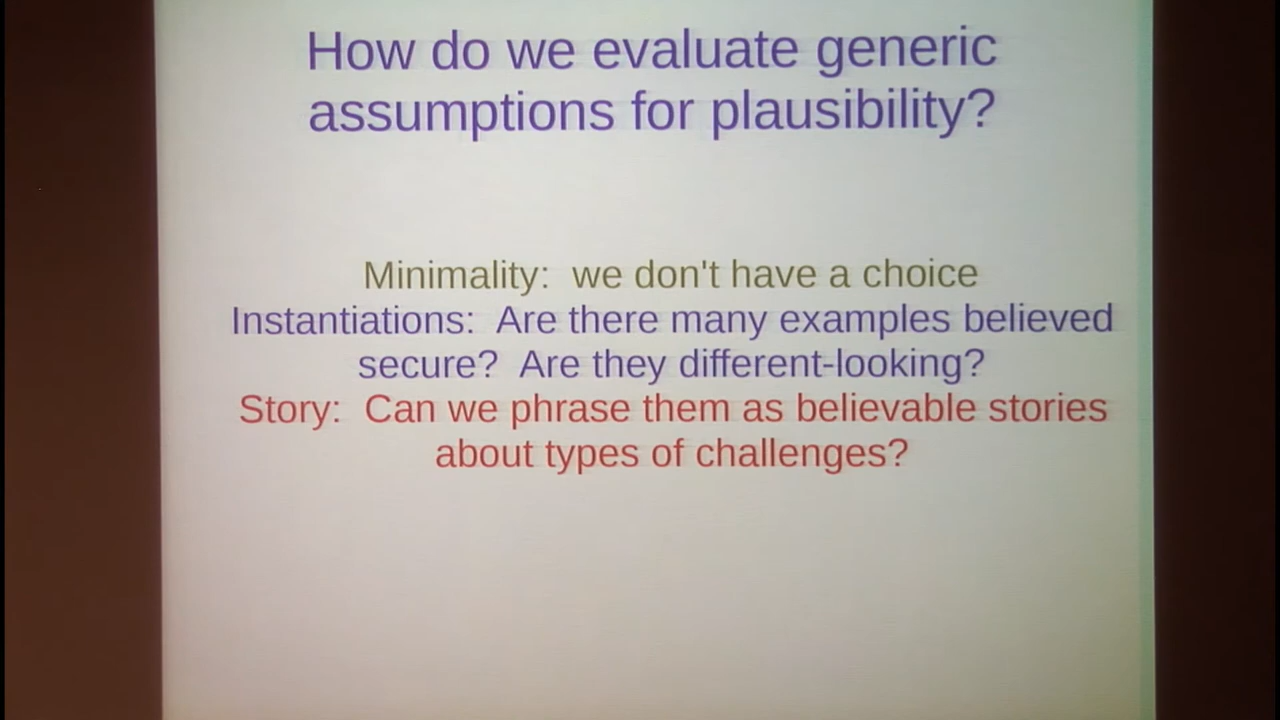 How do we evaluate generic
assumptions for plausibility?
Minimality: we don't have a choice
Instantiations: Are there many examples believed
secure? Are they different-looking?
Story: Can we phrase them as believable stories
about types of challenges?